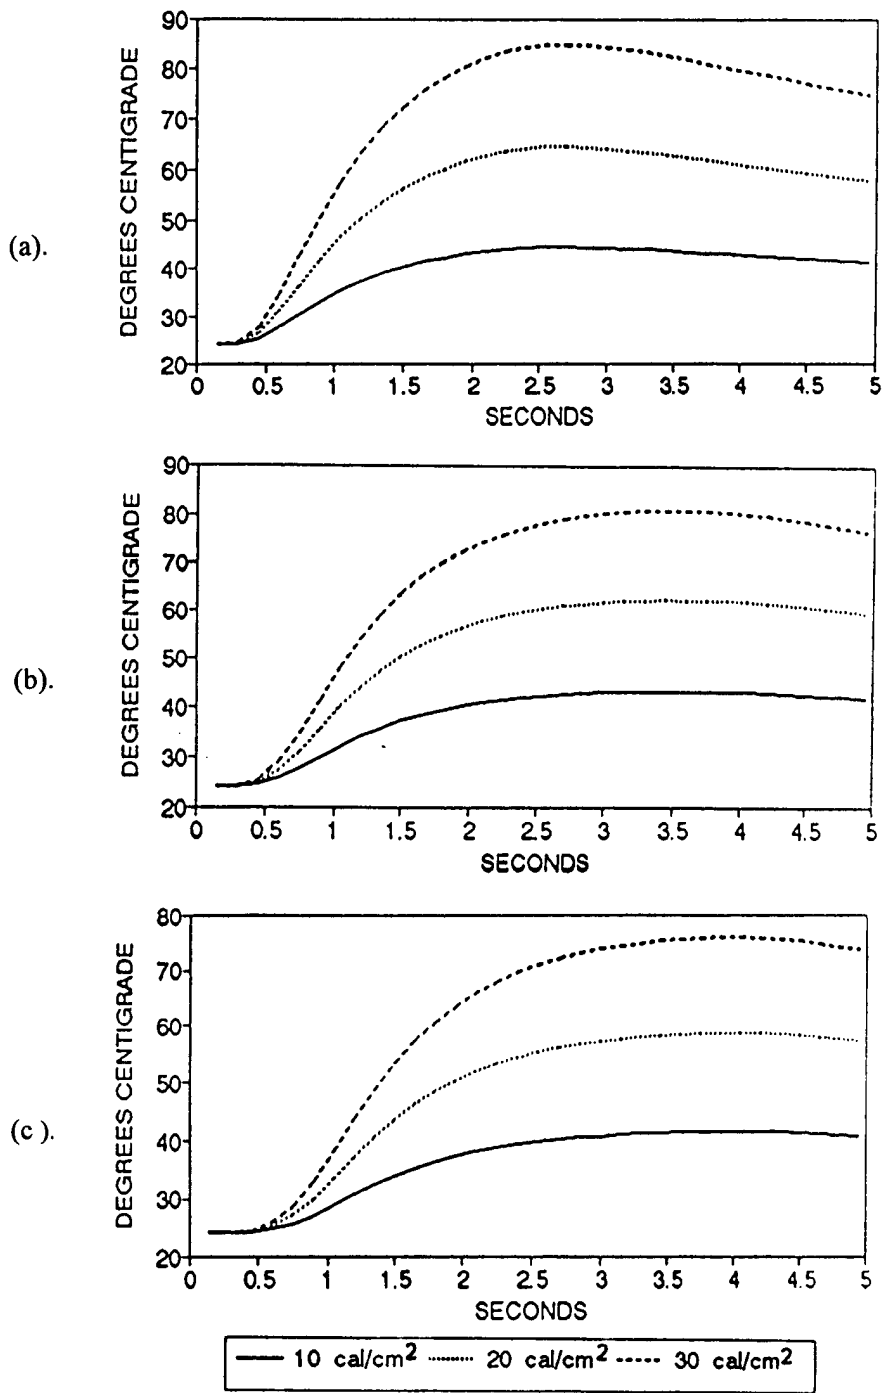 90
80
70
60
50
40
30
20
DEGREES CENTIGRADE
(a).
0 0.5 1 1.5 2 2.5 3 3.5 4 4.5 5
SECONDS
90
80
70
60
50
40
30
20
DEGREES CENTIGRADE
(b).
0 0.5 1 1.5 2 2.5 3 3.5 4 4.5 5
SECONDS
80
70
60
50
40
30
20
DEGREES CENTIGRADE
(c ).
0 0.5 1 1.5 2 2.5 3 3.5 4 4.5 5
SECONDS
10 cal/cm² 20 cal/cm² 30 cal/cm²